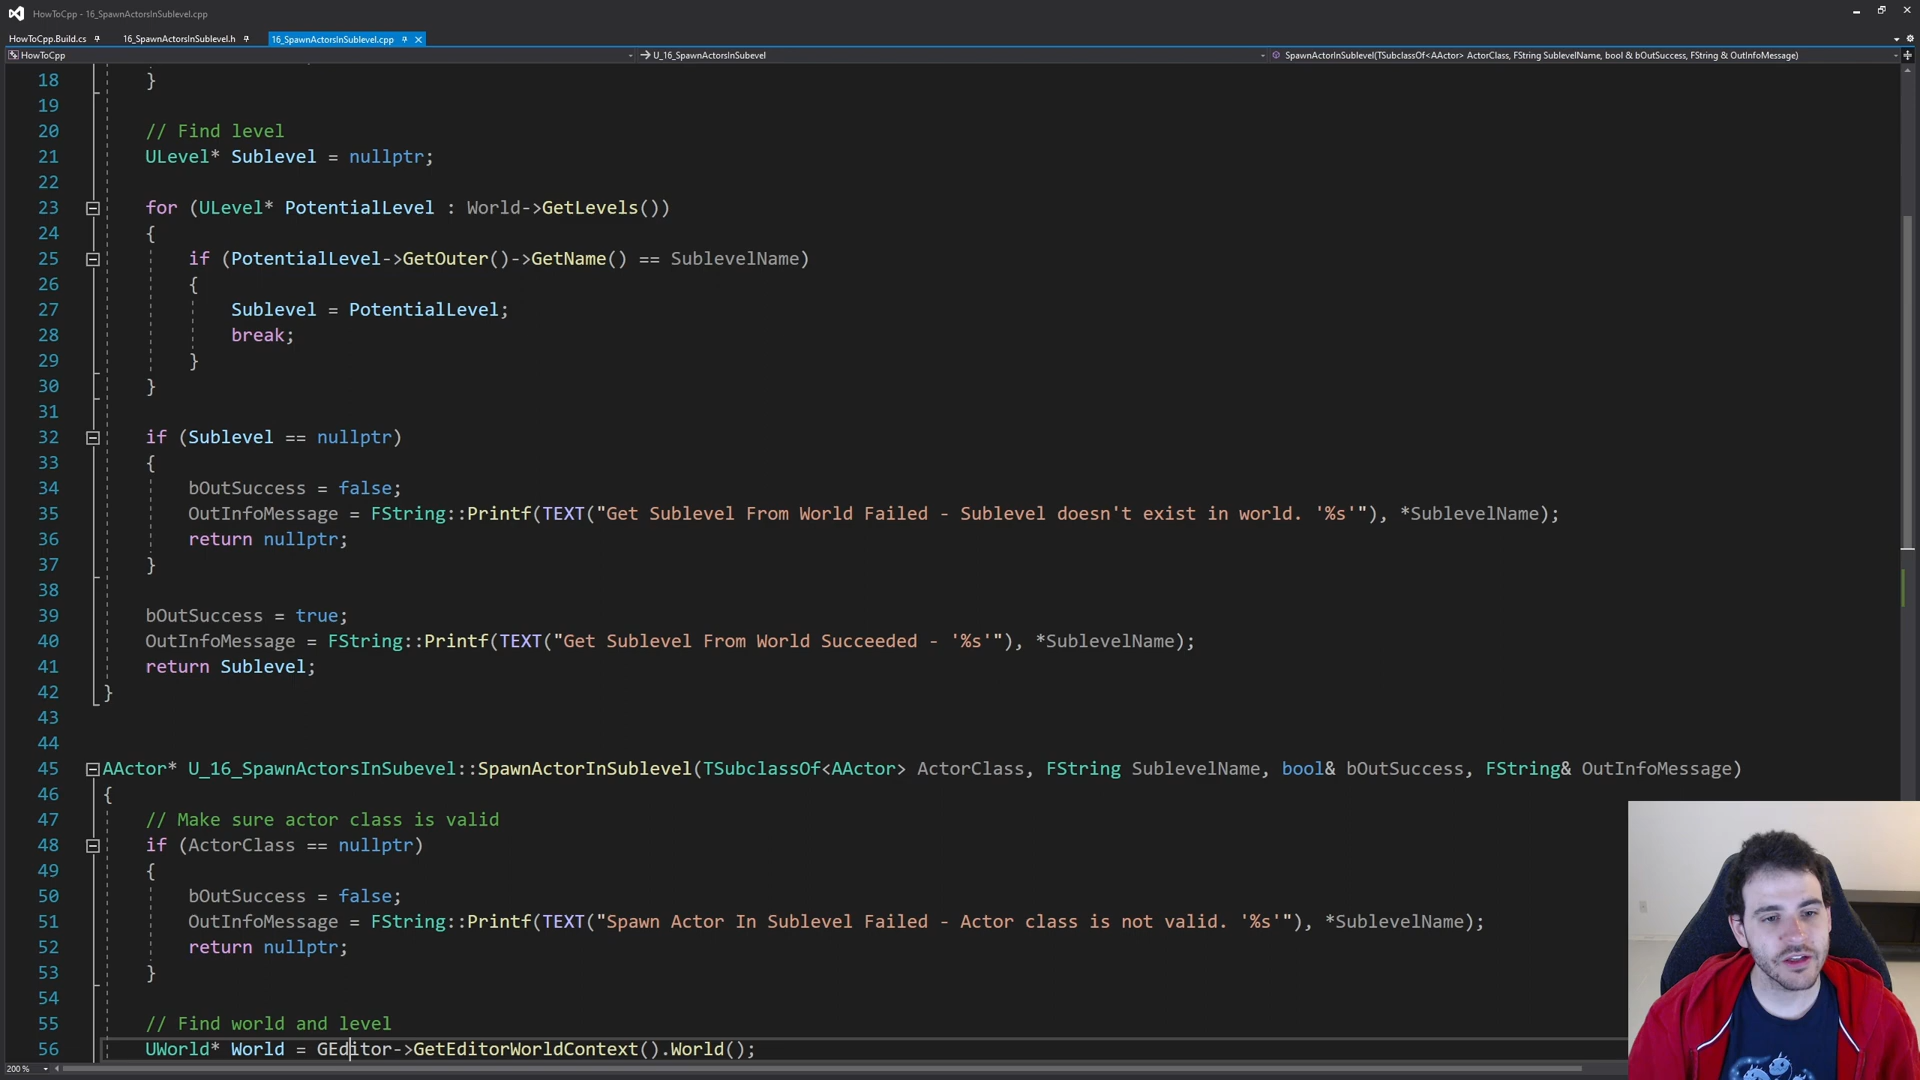 HowToCpp - 16_SpawnActorsInSublevel.cpp
HowToCpp.Build.cs 16_SpawnActorsInSublevel.h 16_SpawnActorsInSublevel.cpp
HowToCpp U_16_SpawnActorsInSubevel SpawnActorInSublevel(TSubclassOf<AActor> ActorClass, FString SublevelName, bool & bOutSuccess, FString & OutInfoMessage)
18 }
19
20 // Find level
21 ULevel* Sublevel = nullptr;
22
23 for (ULevel* PotentialLevel : World->GetLevels())
24 {
25 if (PotentialLevel->GetOuter()->GetName() == SublevelName)
26 {
27 Sublevel = PotentialLevel;
28 break;
29 }
30 }
31
32 if (Sublevel == nullptr)
33 {
34 bOutSuccess = false;
35 OutInfoMessage = FString::Printf(TEXT("Get Sublevel From World Failed - Sublevel doesn't exist in world. '%s'"), *SublevelName);
36 return nullptr;
37 }
38
39 bOutSuccess = true;
40 OutInfoMessage = FString::Printf(TEXT("Get Sublevel From World Succeeded - '%s'"), *SublevelName);
41 return Sublevel;
42 }
43
44
45 AActor* U_16_SpawnActorsInSubevel::SpawnActorInSublevel(TSubclassOf<AActor> ActorClass, FString SublevelName, bool& bOutSuccess, FString& OutInfoMessage)
46 {
47 // Make sure actor class is valid
48 if (ActorClass == nullptr)
49 {
50 bOutSuccess = false;
51 OutInfoMessage = FString::Printf(TEXT("Spawn Actor In Sublevel Failed - Actor class is not valid. '%s'"), *SublevelName);
52 return nullptr;
53 }
54
55 // Find world and level
56 UWorld* World = GEditor->GetEditorWorldContext().World();
200 %